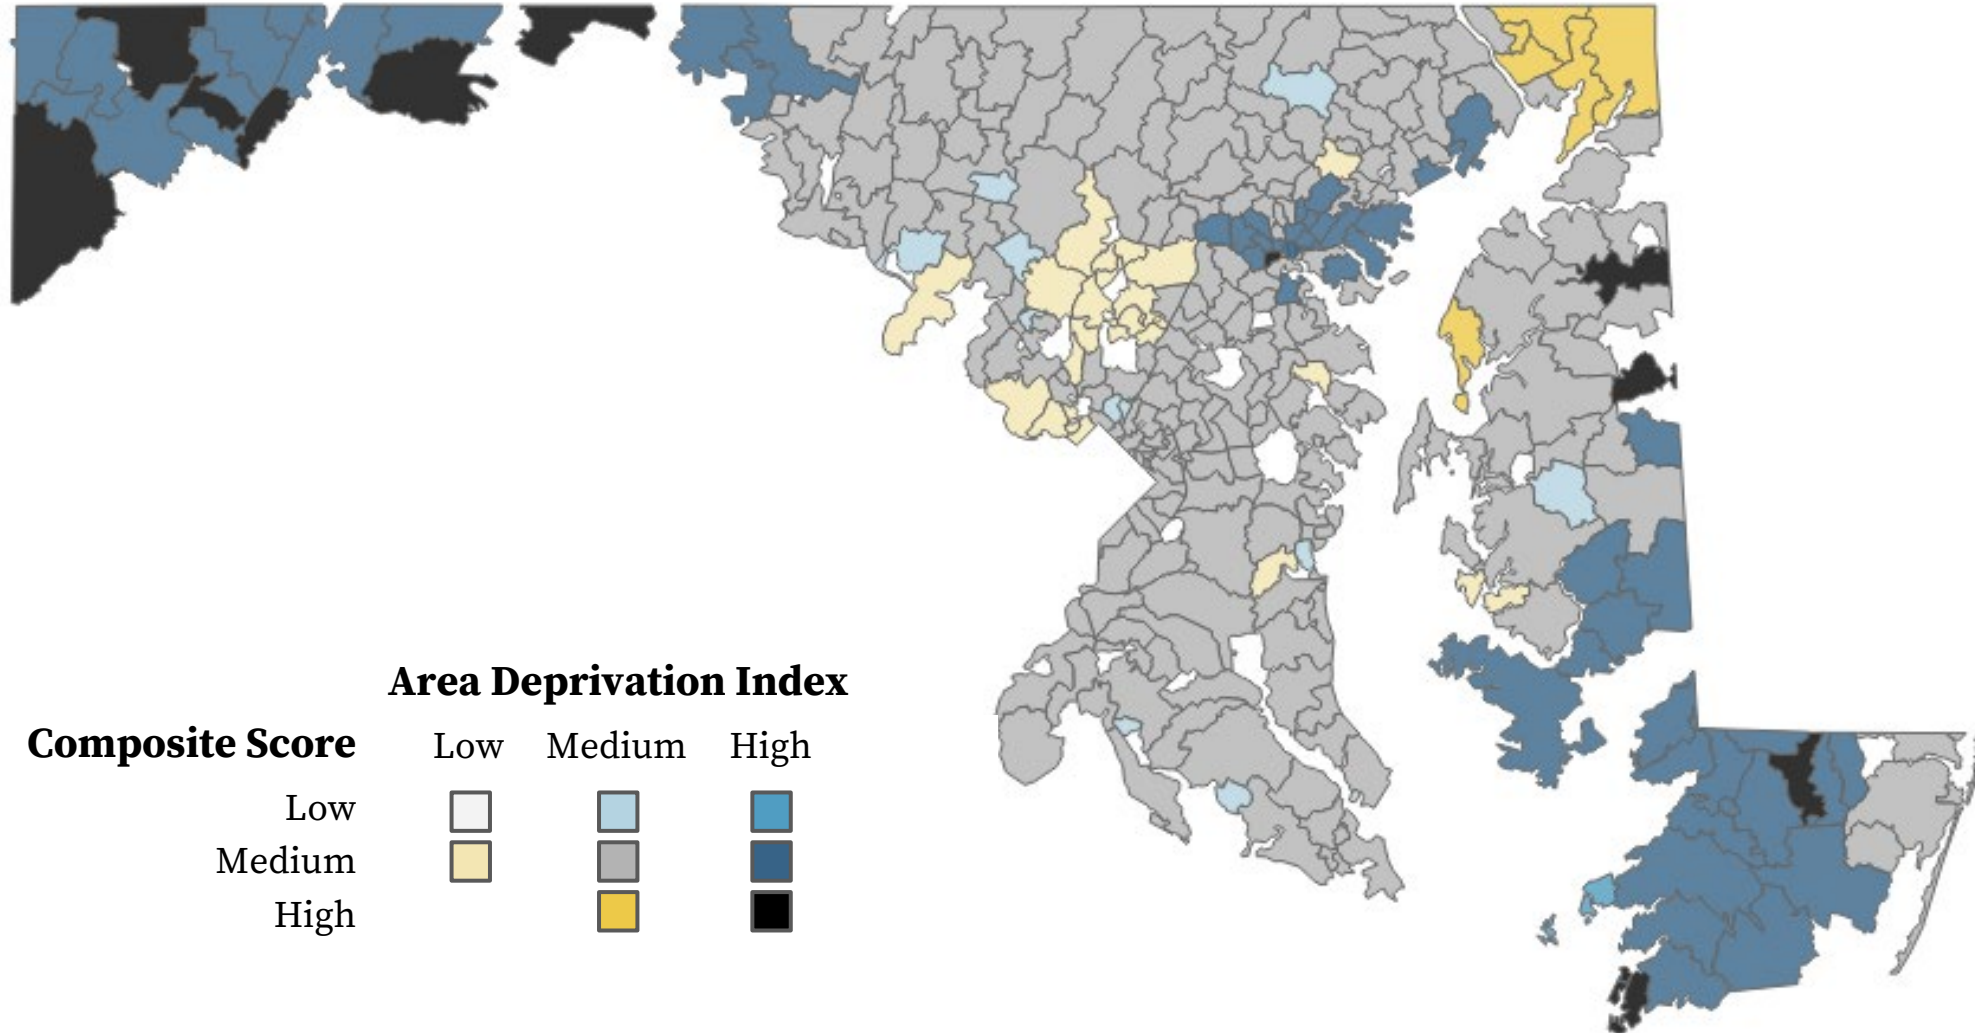 Area Deprivation Index
Composite Score Low Medium High
Low
Medium
High